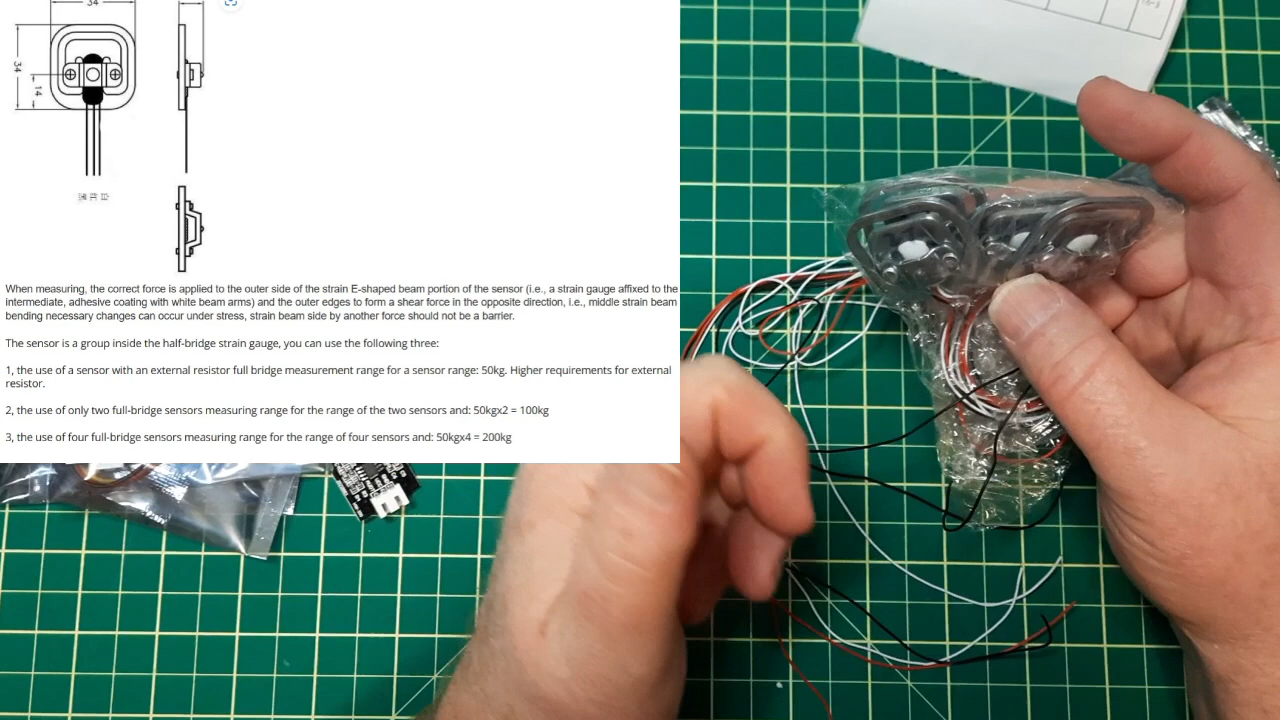 34
34
14
黑 红 白
When measuring, the correct force is applied to the outer side of the strain E-shaped beam portion of the sensor (i.e., a strain gauge affixed to the
intermediate, adhesive coating with white beam arms) and the outer edges to form a shear force in the opposite direction, i.e., middle strain beam
bending necessary changes can occur under stress, strain beam side by another force should not be a barrier.
The sensor is a group inside the half-bridge strain gauge, you can use the following three:
1, the use of a sensor with an external resistor full bridge measurement range for a sensor range: 50kg. Higher requirements for external
resistor.
2, the use of only two full-bridge sensors measuring range for the range of the two sensors and: 50kgx2 = 100kg
3, the use of four full-bridge sensors measuring range for the range of four sensors and: 50kgx4 = 200kg